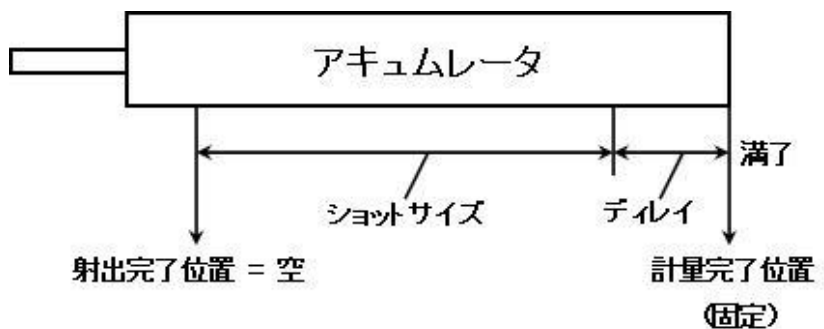 アキュムレータ
満了
ショットサイズ
ディレイ
射出完了位置 = 空
計量完了位置
(固定)